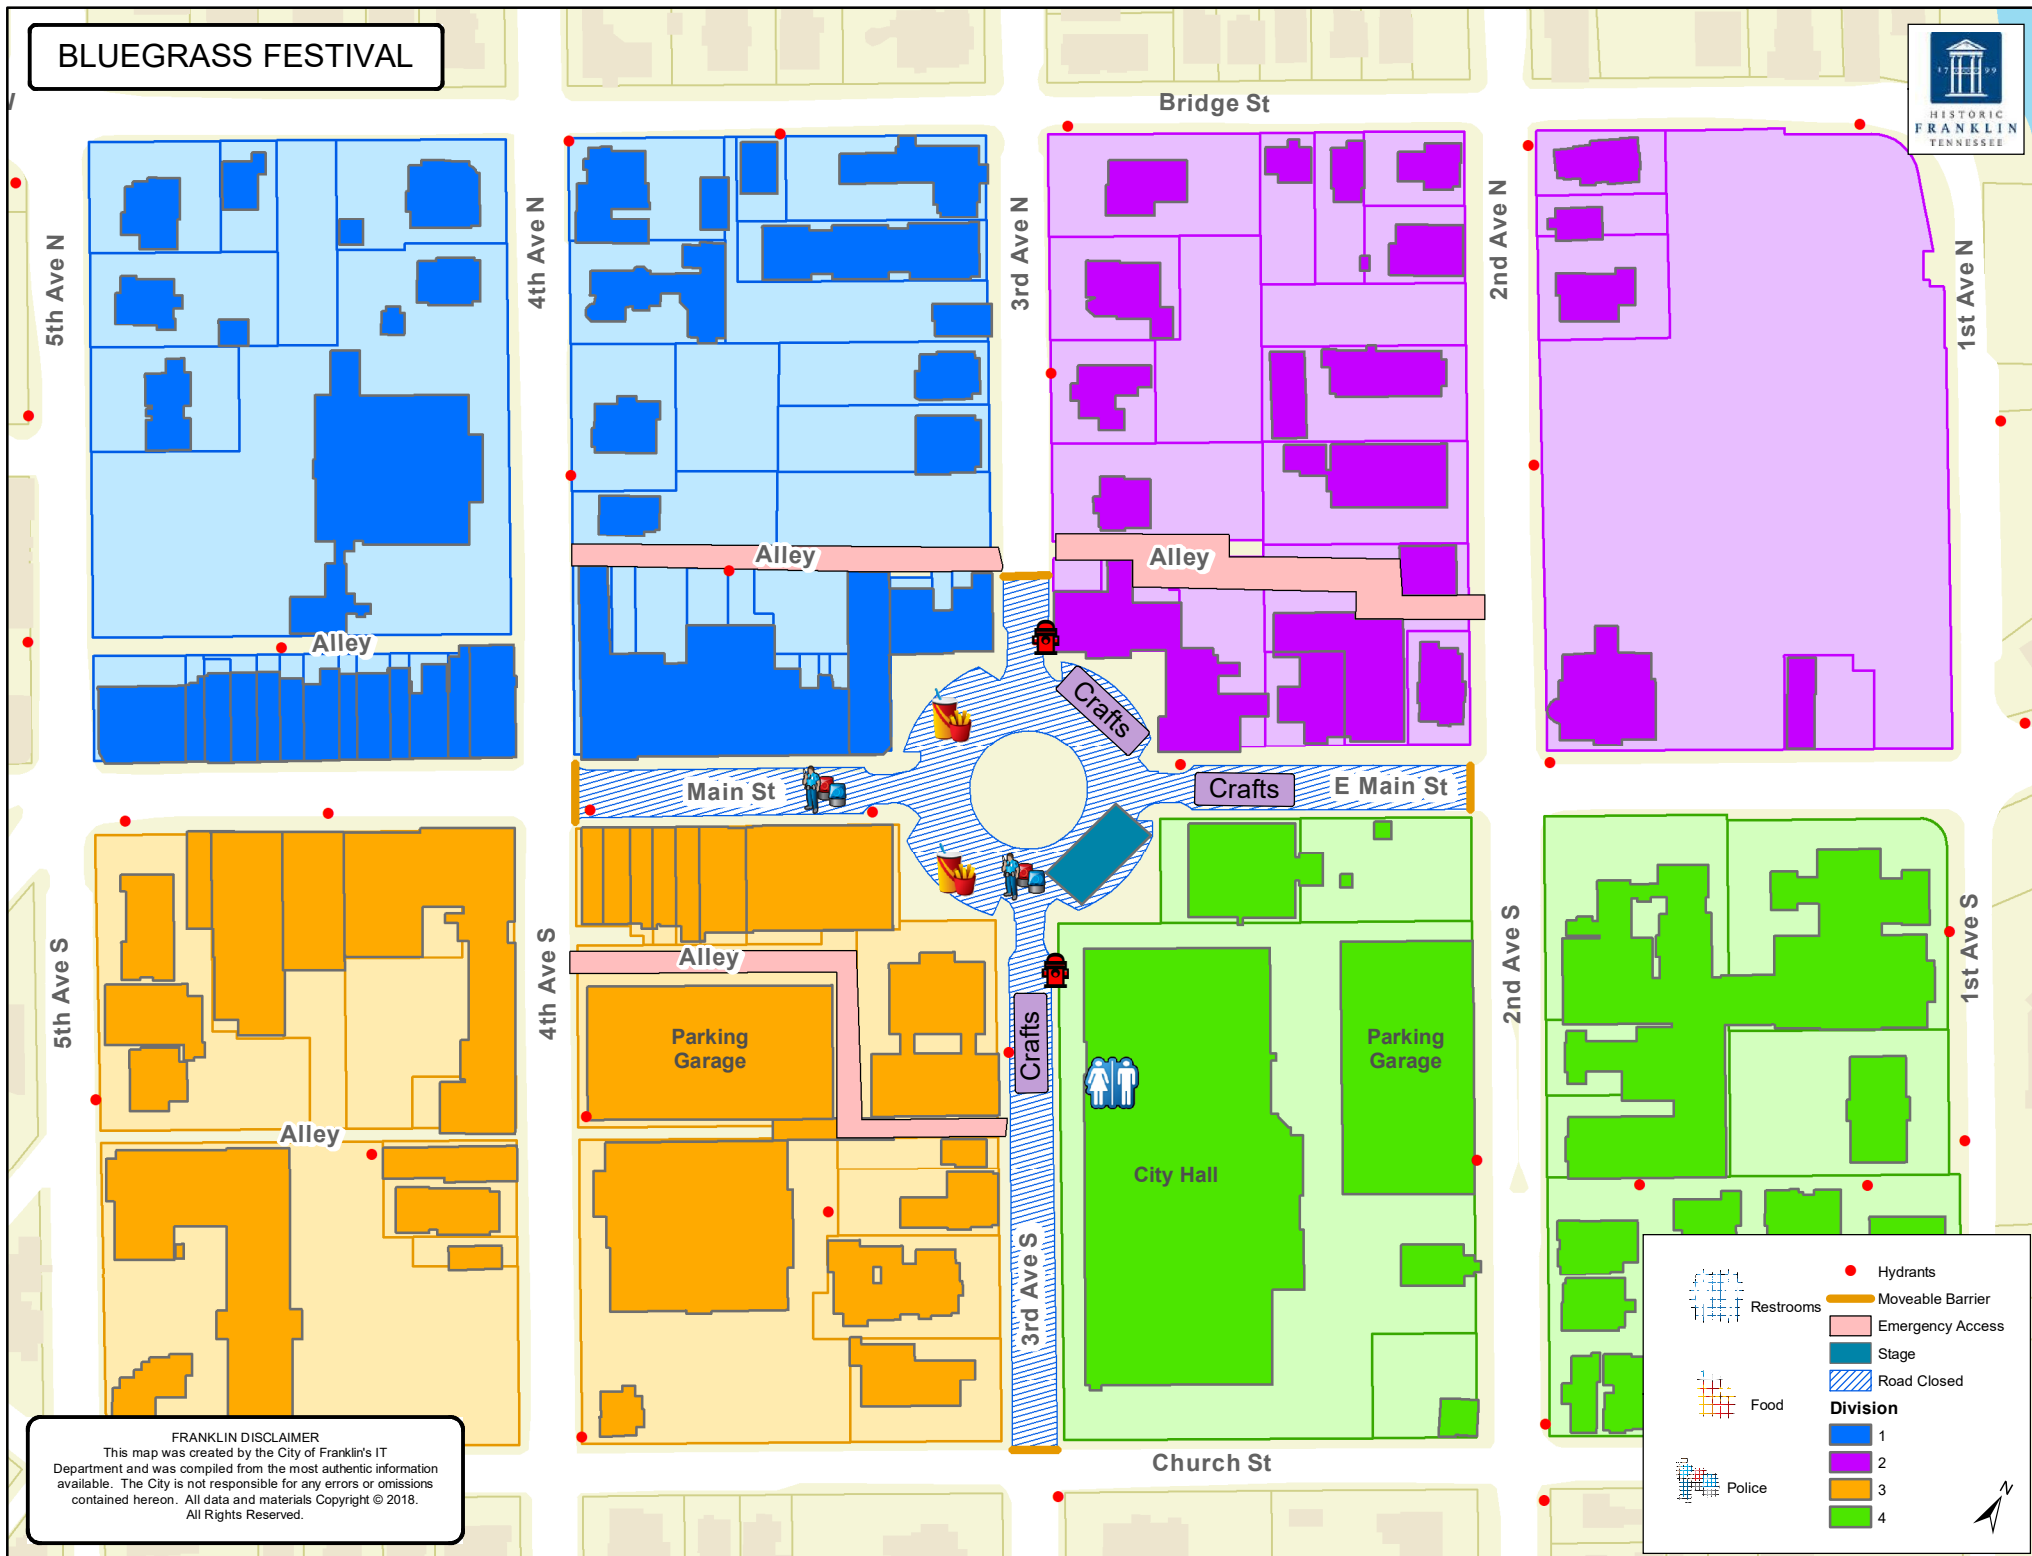 BLUEGRASS FESTIVAL
17 99
HISTORIC
FRANKLIN
TENNESSEE
Bridge St
5th Ave N
4th Ave N
3rd Ave N
2nd Ave N
1st Ave N
Alley
Alley
Alley
Crafts
Main St
Crafts
E Main St
5th Ave S
4th Ave S
2nd Ave S
1st Ave S
Alley
Crafts
Parking
Garage
Parking
Garage
Alley
City Hall
3rd Ave S
Church St
Restrooms
Food
Police
Hydrants
Moveable Barrier
Emergency Access
Stage
Road Closed
Division
1
2
3
4
N
FRANKLIN DISCLAIMER
This map was created by the City of Franklin's IT
Department and was compiled from the most authentic information
available. The City is not responsible for any errors or omissions
contained hereon. All data and materials Copyright © 2018.
All Rights Reserved.